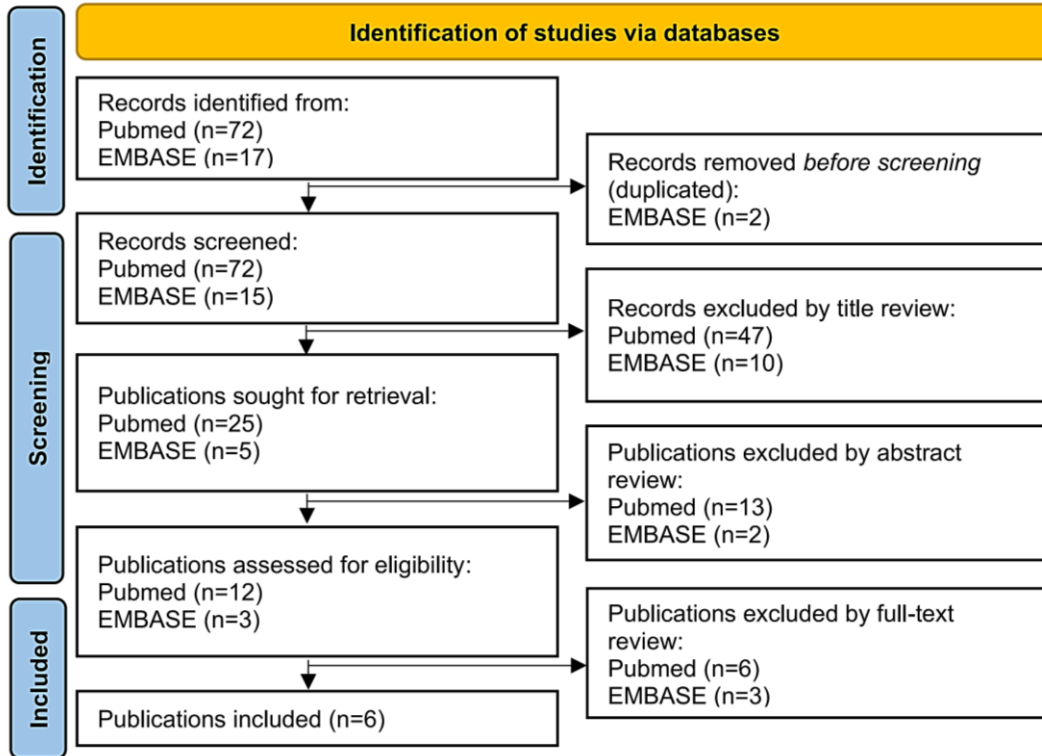 Identification of studies via databases
Identification
Records identified from:
Pubmed (n=72)
EMBASE (n=17)
Records removed before screening
(duplicated):
EMBASE (n=2)
Screening
Records screened:
Pubmed (n=72)
EMBASE (n=15)
Records excluded by title review:
Pubmed (n=47)
EMBASE (n=10)
Publications sought for retrieval:
Pubmed (n=25)
EMBASE (n=5)
Publications excluded by abstract
review:
Pubmed (n=13)
EMBASE (n=2)
Publications assessed for eligibility:
Pubmed (n=12)
EMBASE (n=3)
Publications excluded by full-text
review:
Pubmed (n=6)
EMBASE (n=3)
Included
Publications included (n=6)